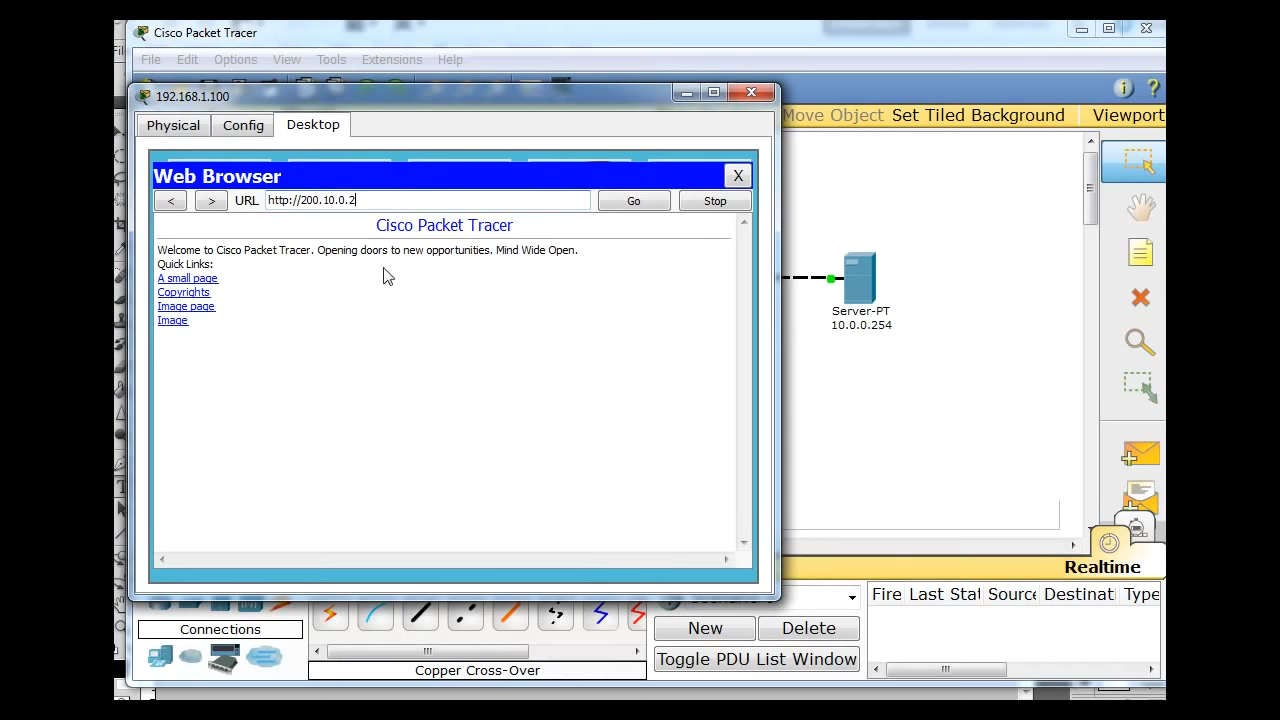 Cisco Packet Tracer
File Edit Options View Tools Extensions Help
192.168.1.100
Move Object Set Tiled Background Viewport
Physical Config Desktop
Web Browser X
< > URL http://200.10.0.2 Go Stop
Cisco Packet Tracer
Welcome to Cisco Packet Tracer. Opening doors to new opportunities. Mind Wide Open.
Quick Links:
A small page
Copyrights
Image page
Image
Server-PT
10.0.0.254
Realtime
Fire Last Stat Source Destinati Type
Connections
New Delete
Toggle PDU List Window
Copper Cross-Over